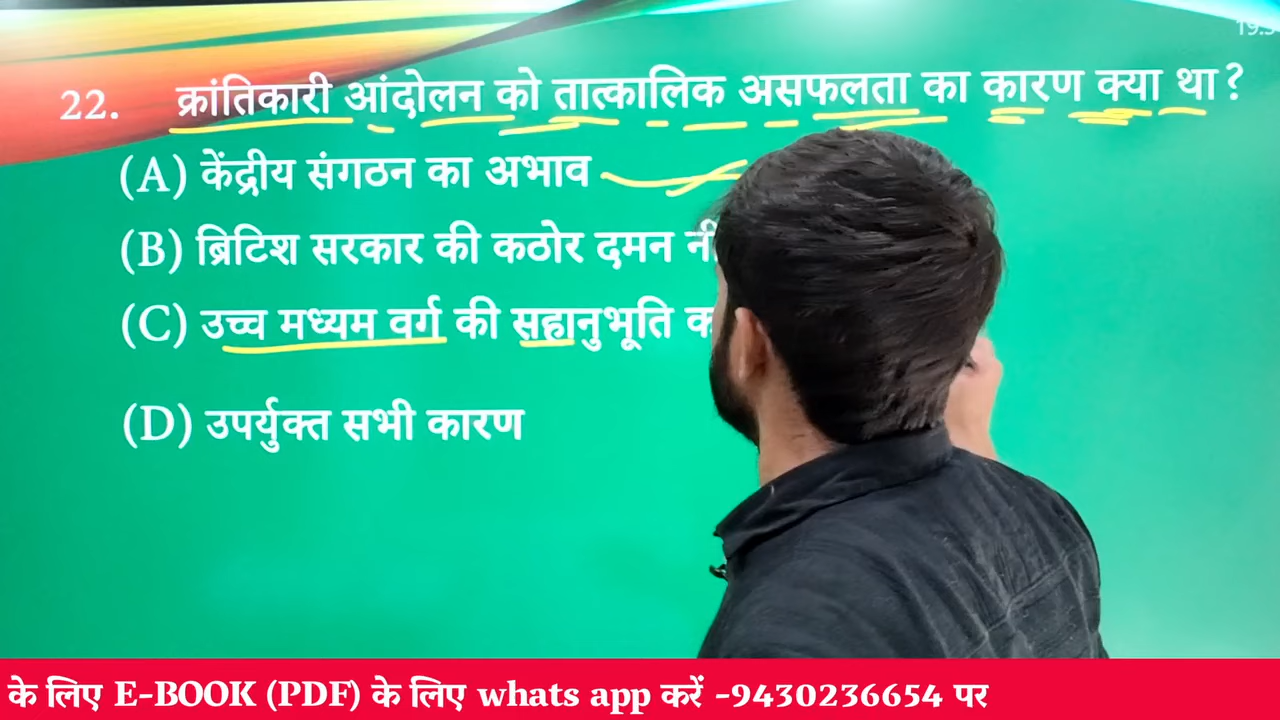 22. क्रांतिकारी आंदोलन को तात्कालिक असफलता का कारण क्या था?
(A) केंद्रीय संगठन का अभाव
(B) ब्रिटिश सरकार की कठोर दमन
(C) उच्च मध्यम वर्ग की सहानुभूति
(D) उपर्युक्त सभी कारण
के लिए E-BOOK (PDF) के लिए whats app करें -9430236654 पर